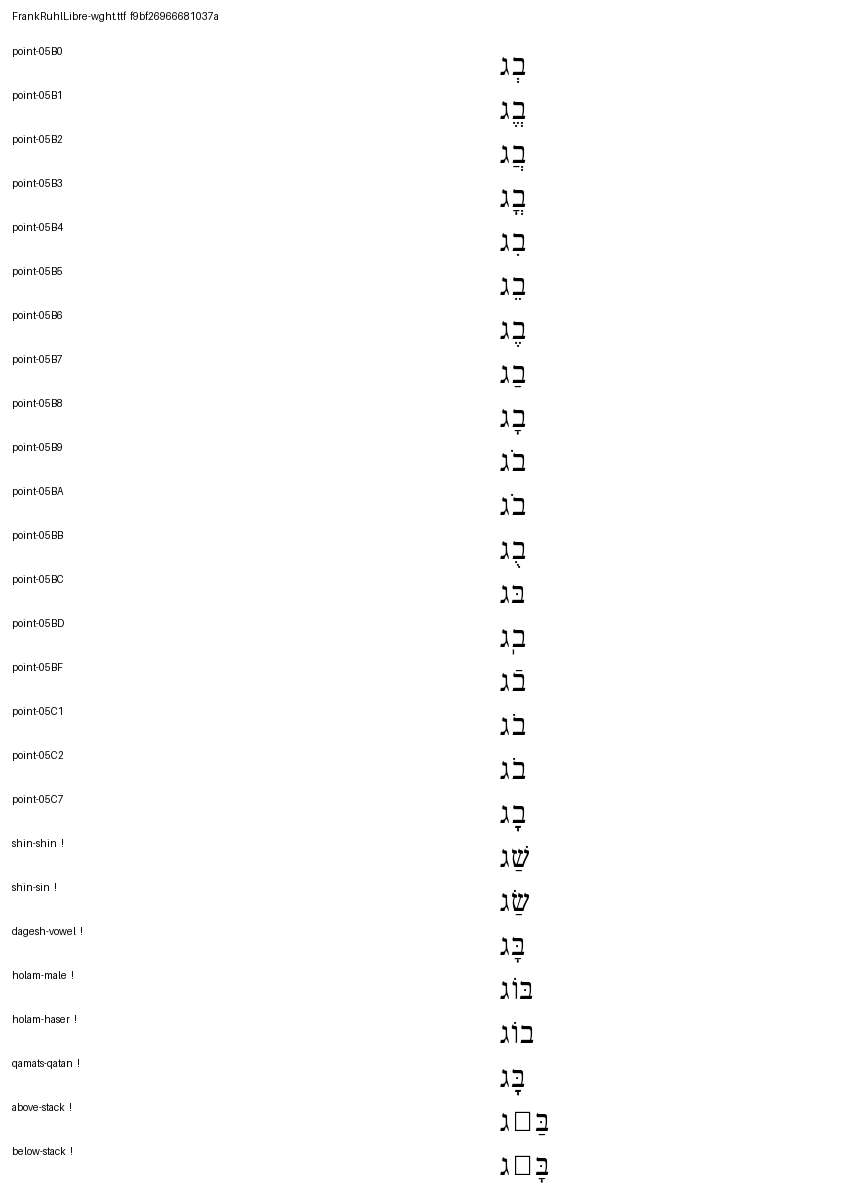 FrankRuhlLibre-wght.ttf f9bf26966681037a
point-05B0 בְג
point-05B1 בֱג
point-05B2 בֲג
point-05B3 בֳג
point-05B4 בִג
point-05B5 בֵג
point-05B6 בֶג
point-05B7 בַג
point-05B8 בָג
point-05B9 בֹג
point-05BA בֺג
point-05BB בֻג
point-05BC בּג
point-05BD בֽג
point-05BF בֿג
point-05C1 בׁג
point-05C2 בׂג
point-05C7 בׇג
shin-shin ! שַׁג
shin-sin ! שַׂג
dagesh-vowel ! בָּג
holam-male ! בּוֹג
holam-haser ! בוֺג
qamats-qatan ! בׇּג
above-stack ! בַּ□ג
below-stack ! בָּ□ג